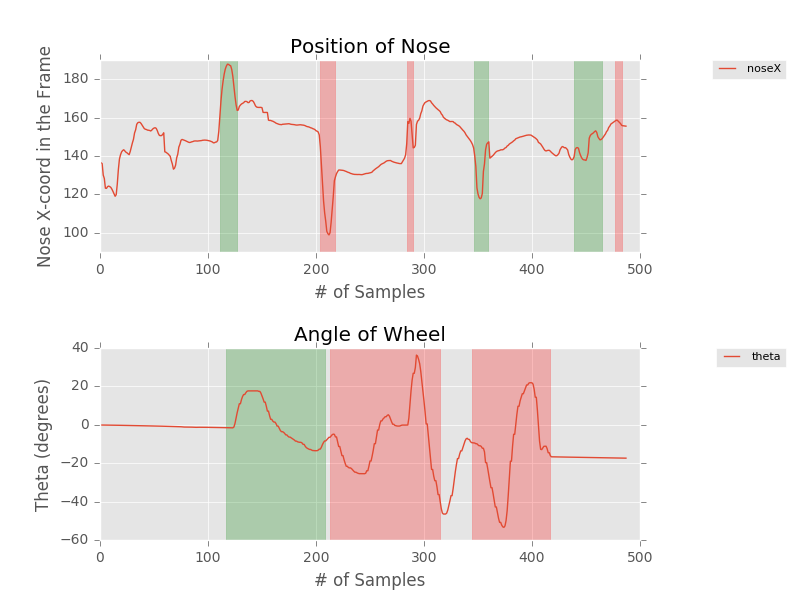 Position of Nose
noseX
Nose X-coord in the Frame
180
160
140
120
100
0 100 200 300 400 500
# of Samples
Angle of Wheel
theta
Theta (degrees)
40
20
0
−20
−40
−60
0 100 200 300 400 500
# of Samples